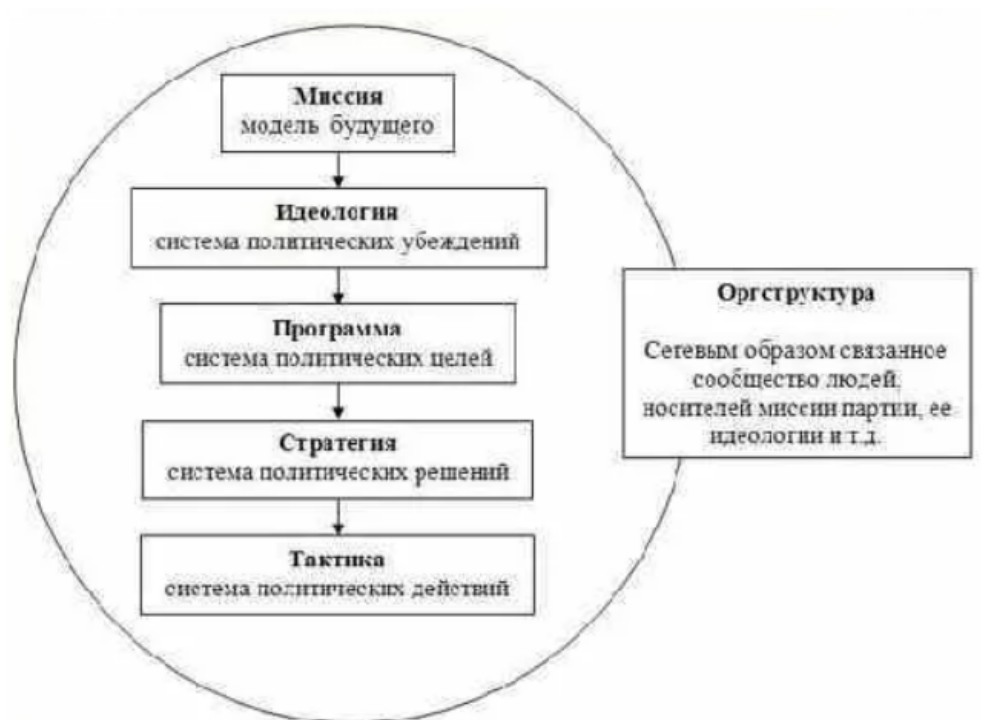 Миссия
модель будущего
Идеология
система политических убеждений
Программа
система политических целей
Стратегия
система политических решений
Тактика
система политических действий
Оргструктура
Сетевым образом связанное
сообщество людей,
носителей миссии партии, ее
идеологии и т.д.